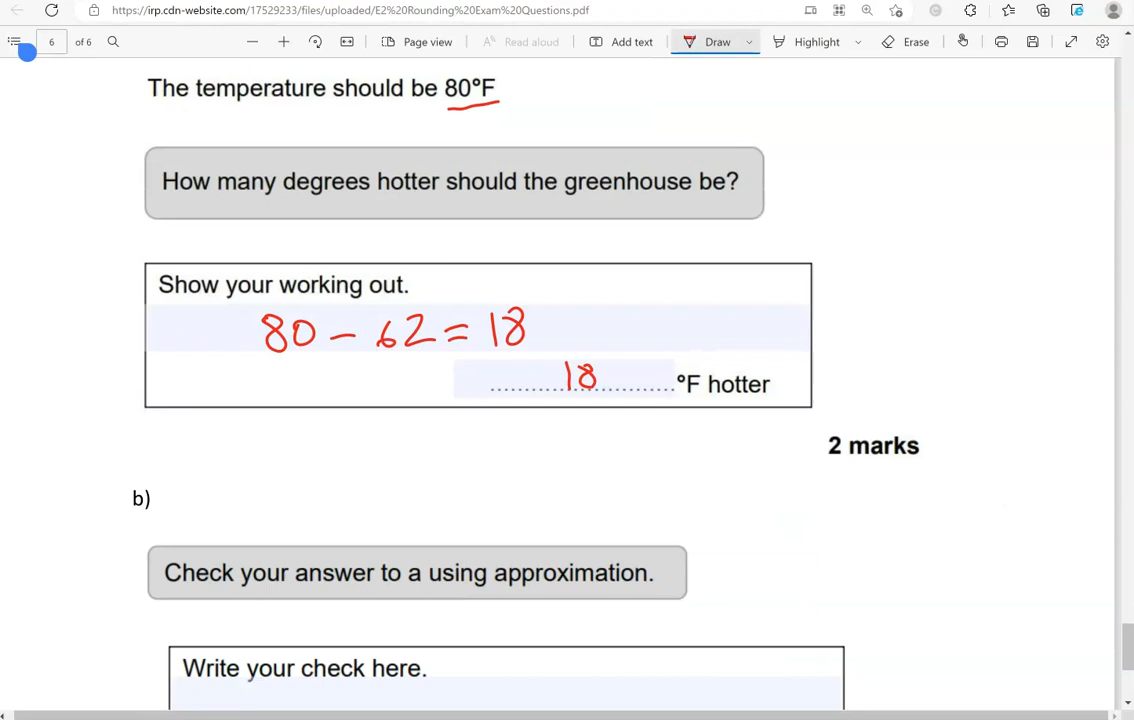 https://irp.cdn-website.com/17529233/files/uploaded/E2%20Rounding%20Exam%20Questions.pdf
6 of 6 Page view Read aloud Add text Draw Highlight Erase
The temperature should be 80°F
How many degrees hotter should the greenhouse be?
Show your working out.
80 - 62 = 18
18 °F hotter
2 marks
b)
Check your answer to a using approximation.
Write your check here.